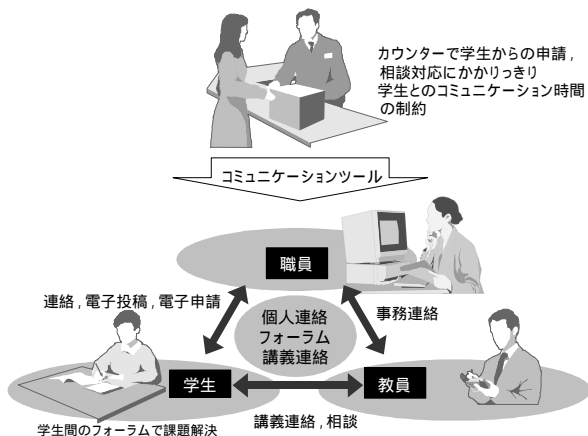 カウンターで学生からの申請，
相談対応にかかりっきり
学生とのコミュニケーション時間
の制約
コミュニケーションツール
職員
連絡，電子投稿，電子申請
個人連絡
フォーラム
講義連絡
事務連絡
学生
教員
講義連絡，相談
学生間のフォーラムで課題解決